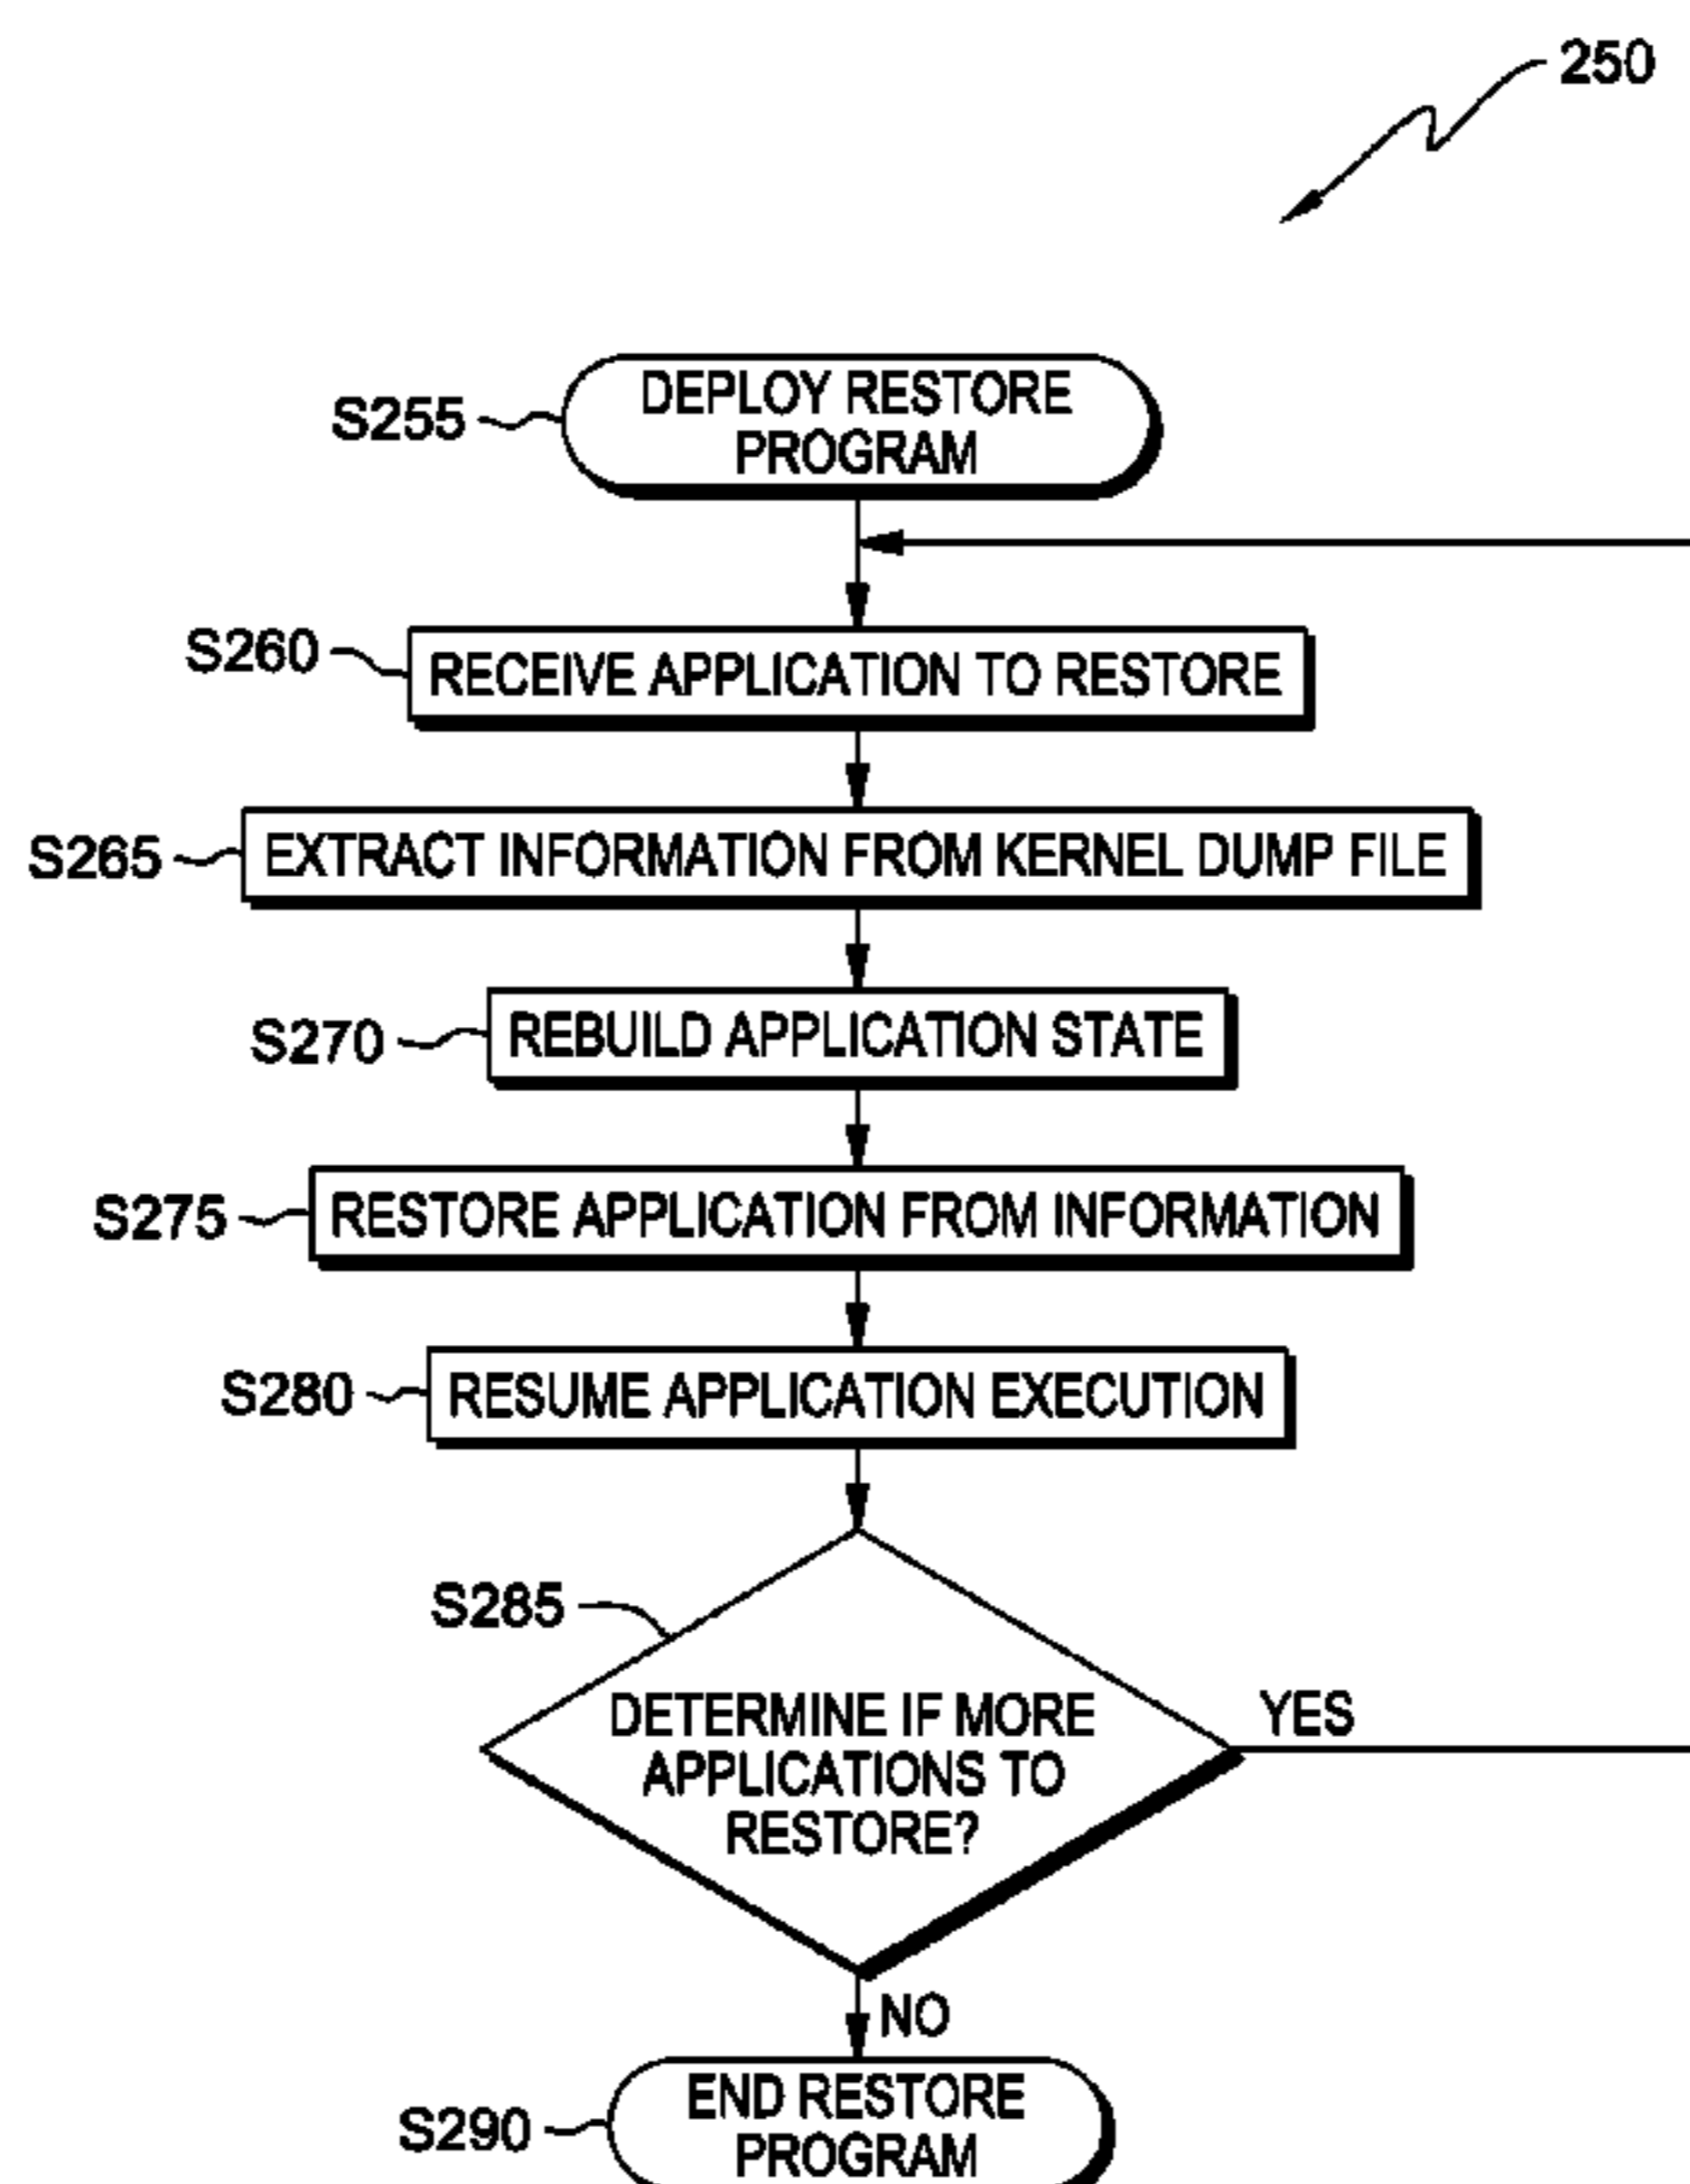 250
S255
DEPLOY RESTORE
PROGRAM
S260
RECEIVE APPLICATION TO RESTORE
S265
EXTRACT INFORMATION FROM KERNEL DUMP FILE
S270
REBUILD APPLICATION STATE
S275
RESTORE APPLICATION FROM INFORMATION
S280
RESUME APPLICATION EXECUTION
S285
DETERMINE IF MORE
APPLICATIONS TO
RESTORE?
YES
NO
S290
END RESTORE
PROGRAM